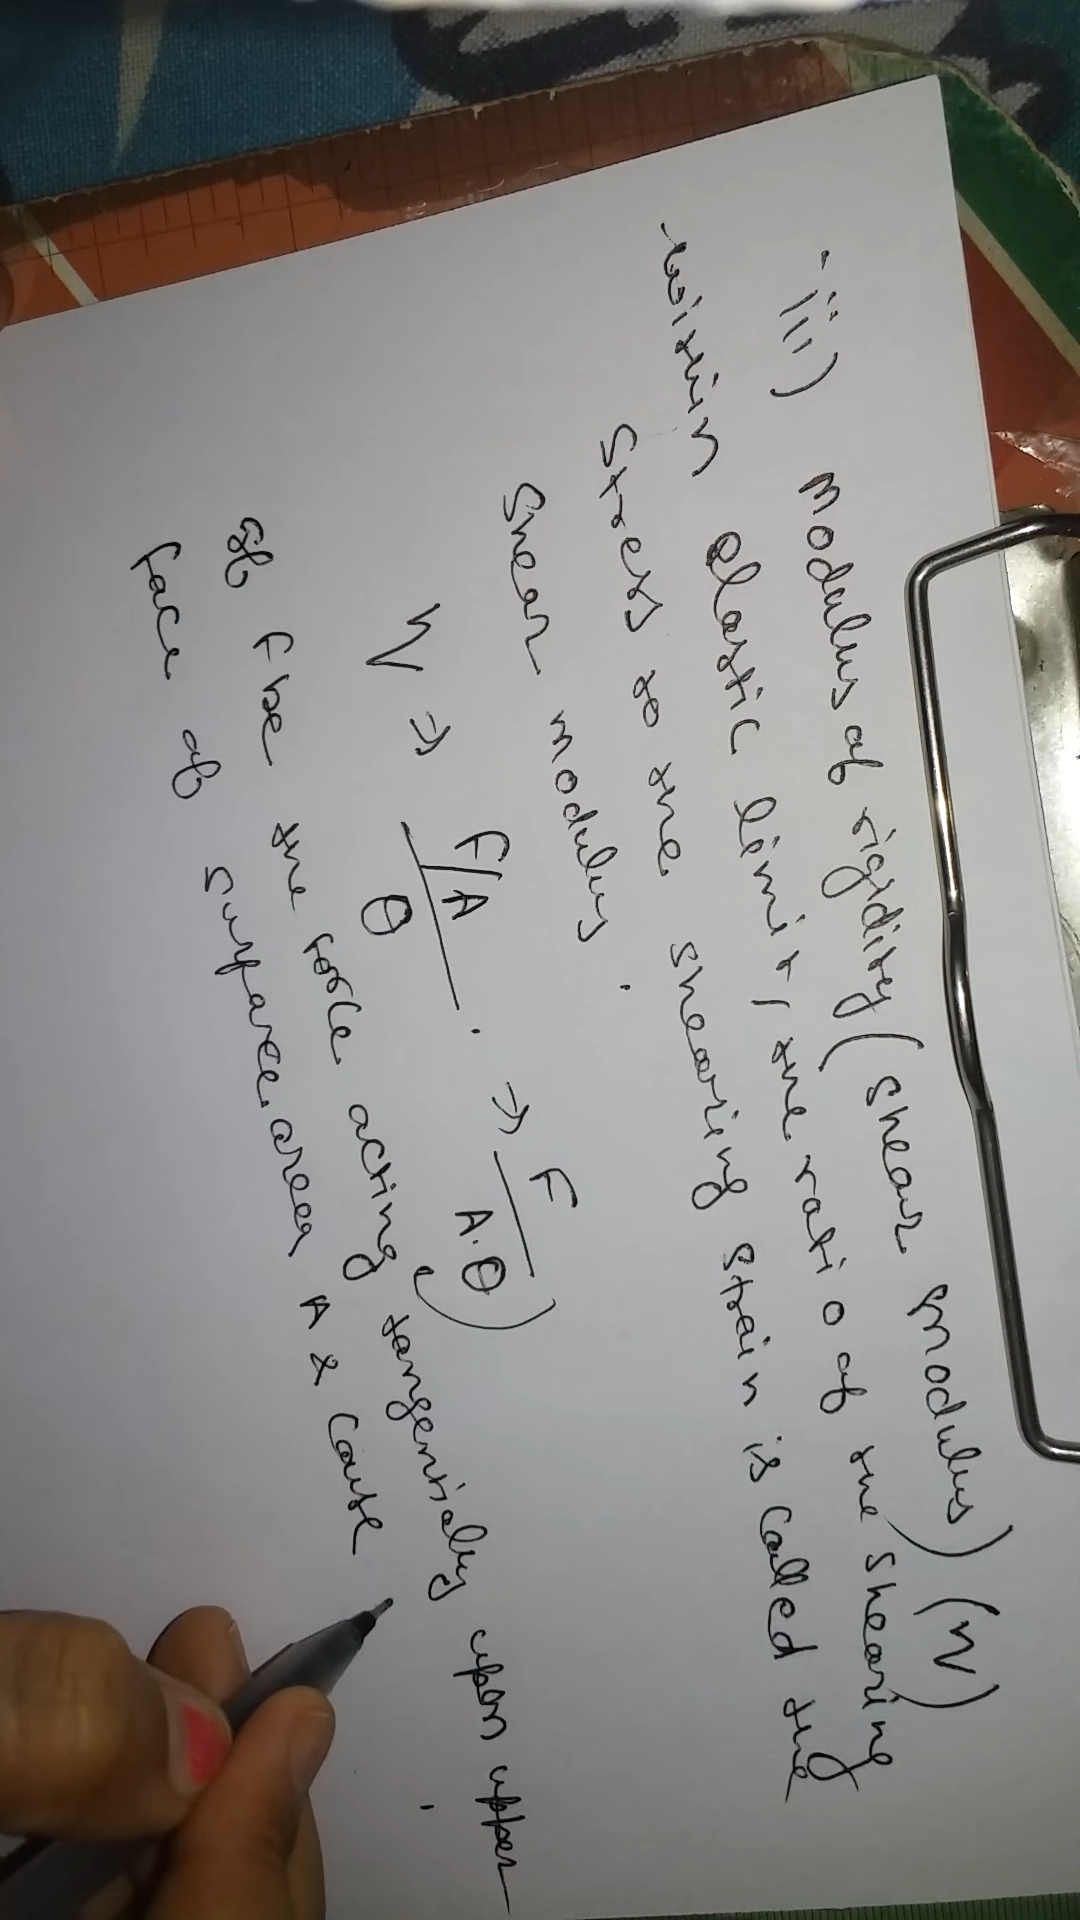 iii) Modulus of rigidity (Shear modulus) (η)
within elastic limit, the ratio of the shearing
stress to the shearing strain is called the
Shear modulus.
η ⇒ F/A / θ . ⇒ F / A.θ )
If F be the force acting tangentially upon upper
face of surface area A & cause